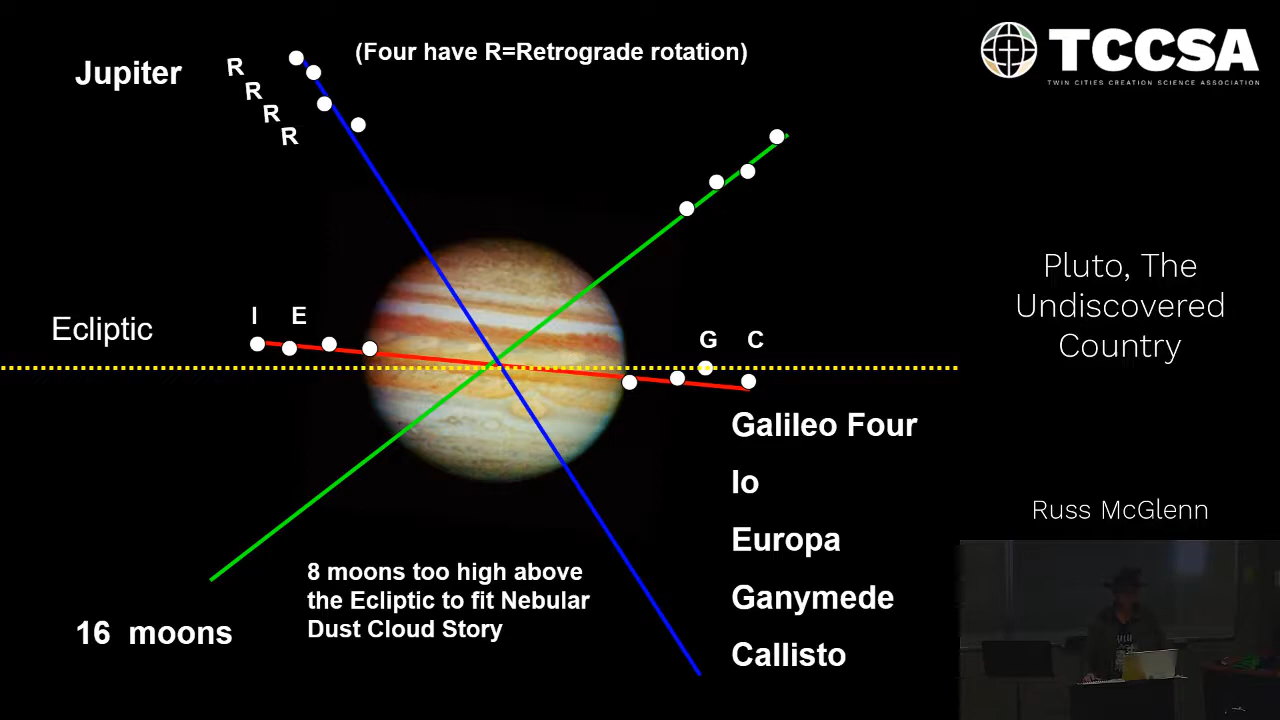 Jupiter
R
R
R
R
(Four have R=Retrograde rotation)
TCCSA
TWIN CITIES CREATION SCIENCE ASSOCIATION
Ecliptic
I E
G C
Pluto, The
Undiscovered
Country
Galileo Four
Io
Europa
Ganymede
Callisto
Russ McGlenn
8 moons too high above
the Ecliptic to fit Nebular
Dust Cloud Story
16 moons